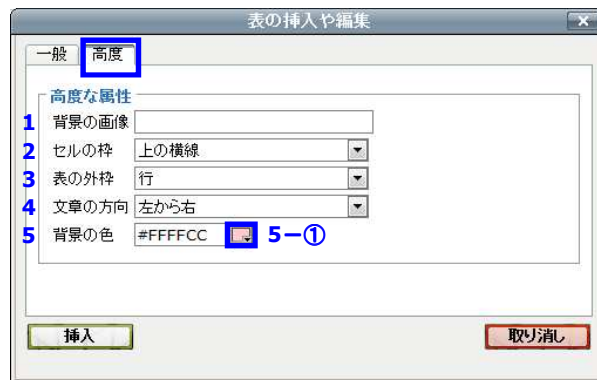 表の挿入や編集
一般 高度
高度な属性
1 背景の画像
2 セルの枠 上の横線
3 表の外枠 行
4 文章の方向 左から右
5 背景の色 #FFFFCC 5ー①
挿入 取り消し